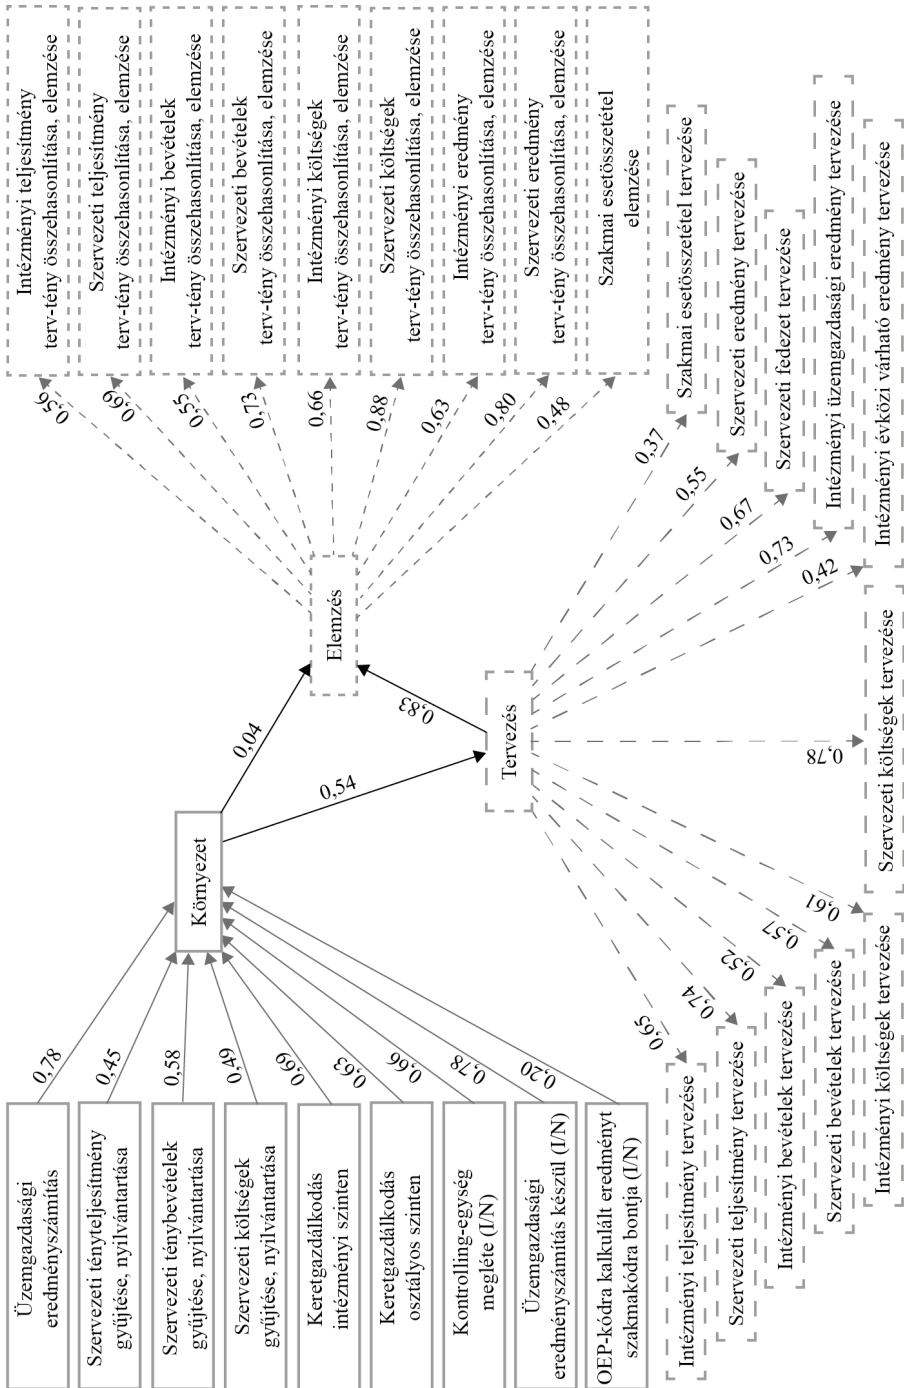 Üzemgazdasági
eredményszámítás
Szervezeti tényteljesítmény
gyűjtése, nyilvántartása
Szervezeti ténybevételek
gyűjtése, nyilvántartása
Szervezeti költségek
gyűjtése, nyilvántartása
Keretgazdálkodás
intézményi szinten
Keretgazdálkodás
osztályos szinten
Kontrolling-egység
megléte (I/N)
Üzemgazdasági
eredményszámítás készül (I/N)
OEP-kódra kalkulált eredményt
szakmakódra bontja (I/N)
0,78
0,45
0,58
0,49
0,69
0,63
0,66
0,78
0,20
Környezet
0,04
0,54
0,83
Elemzés
Tervezés
0,56
0,69
0,55
0,73
0,66
0,88
0,63
0,80
0,48
Intézményi teljesítmény
terv-tény összehasonlítása, elemzése
Szervezeti teljesítmény
terv-tény összehasonlítása, elemzése
Intézményi bevételek
terv-tény összehasonlítása, elemzése
Szervezeti bevételek
terv-tény összehasonlítása, elemzése
Intézményi költségek
terv-tény összehasonlítása, elemzése
Szervezeti költségek
terv-tény összehasonlítása, elemzése
Intézményi eredmény
terv-tény összehasonlítása, elemzése
Szervezeti eredmény
terv-tény összehasonlítása, elemzése
Szakmai esetösszetétel
elemzése
0,65
0,74
0,52
0,57
0,61
0,78
0,42
0,73
0,67
0,55
0,37
Intézményi teljesítmény tervezése
Szervezeti teljesítmény tervezése
Intézményi bevételek tervezése
Szervezeti bevételek tervezése
Intézményi költségek tervezése
Szervezeti költségek tervezése
Intézményi évközi várható eredmény tervezése
Intézményi üzemgazdasági eredmény tervezése
Szervezeti fedezet tervezése
Szervezeti eredmény tervezése
Szakmai esetösszetétel tervezése